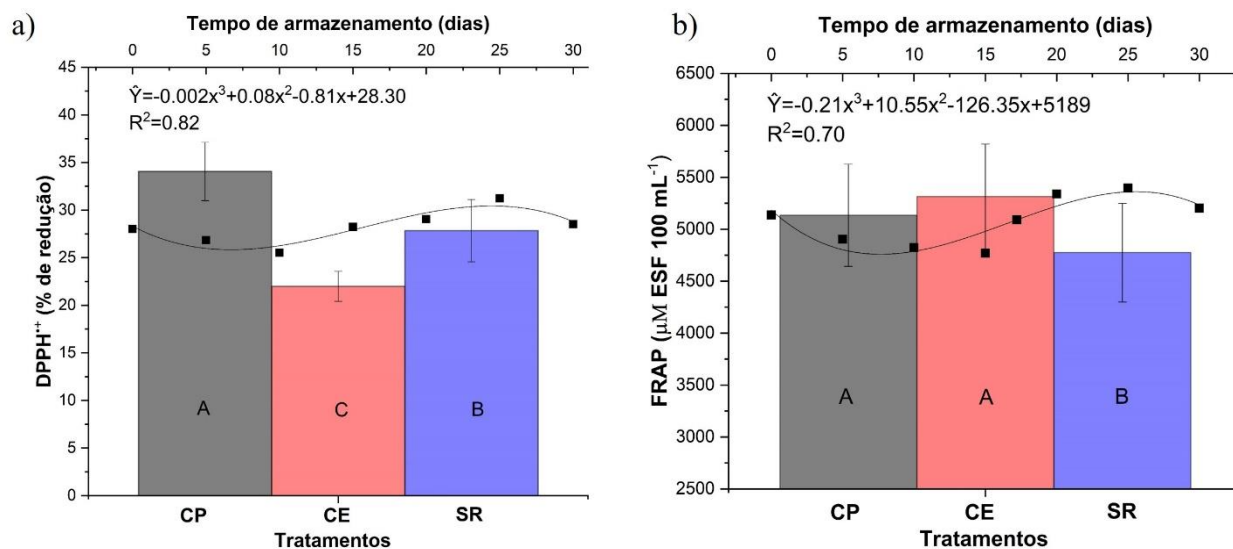 a)
Tempo de armazenamento (dias)
0 5 10 15 20 25 30
45
40
35
30
25
20
15
10
5
0
DPPH•+ (% de redução)
Ŷ=-0.002x³+0.08x²-0.81x+28.30
R²=0.82
A C B
CP CE SR
Tratamentos
b)
Tempo de armazenamento (dias)
0 5 10 15 20 25 30
6500
6000
5500
5000
4500
4000
3500
3000
2500
FRAP (μM ESF 100 mL⁻¹)
Ŷ=-0.21x³+10.55x²-126.35x+5189
R²=0.70
A A B
CP CE SR
Tratamentos